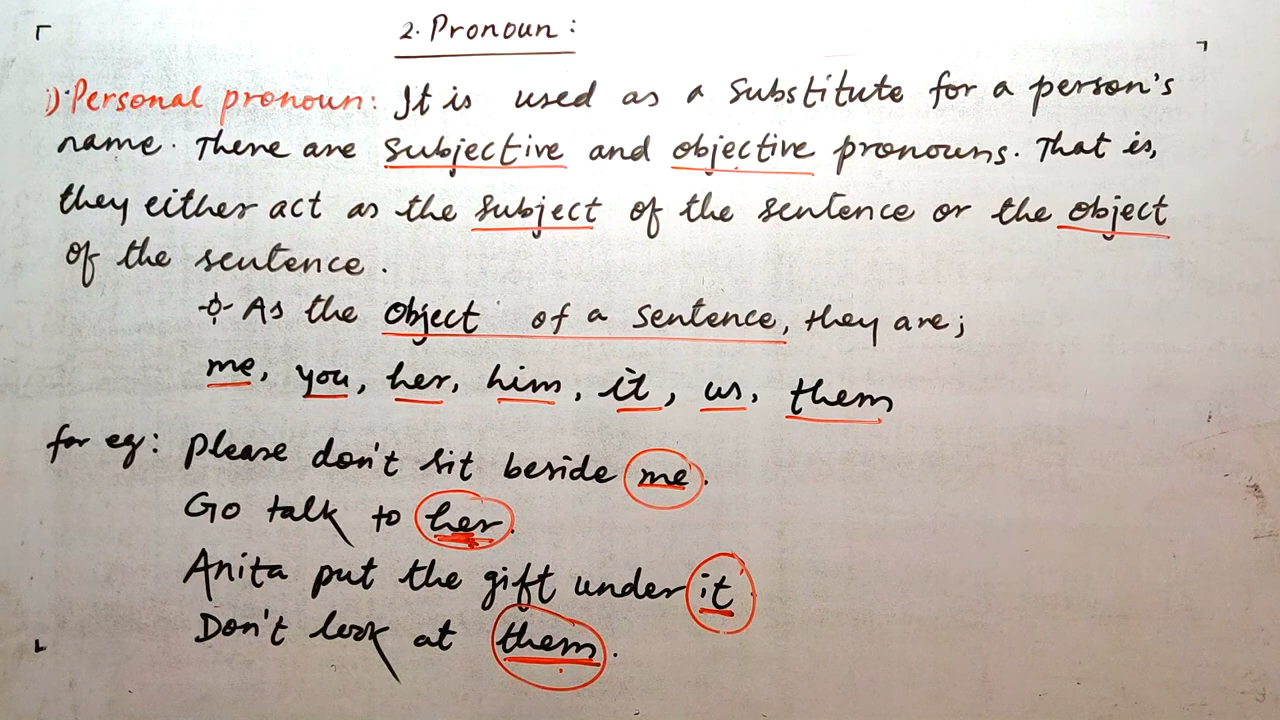 2. Pronoun:
i) Personal pronoun: It is used as a substitute for a person's
name. There are subjective and objective pronouns. That is,
they either act as the subject of the sentence or the object
of the sentence.
As the object of a sentence, they are;
me, you, her, him, it, us, them
for eg: Please don't sit beside me.
Go talk to her.
Anita put the gift under it
Don't look at them.